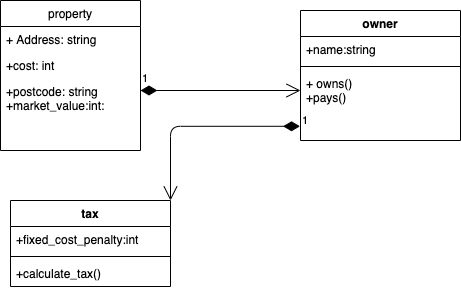 property
+ Address: string
+cost: int
+postcode: string
+market_value:int:
1
owner
+name:string
+ owns()
+pays()
1
tax
+fixed_cost_penalty:int
+calculate_tax()